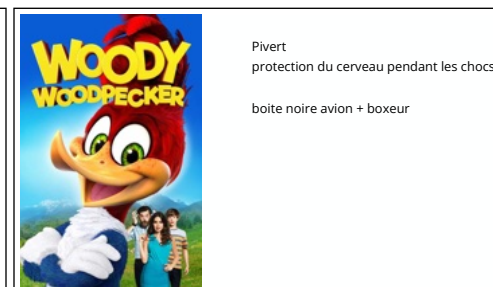 WOODY
WOODPECKER
Pivert
protection du cerveau pendant les chocs
boite noire avion + boxeur